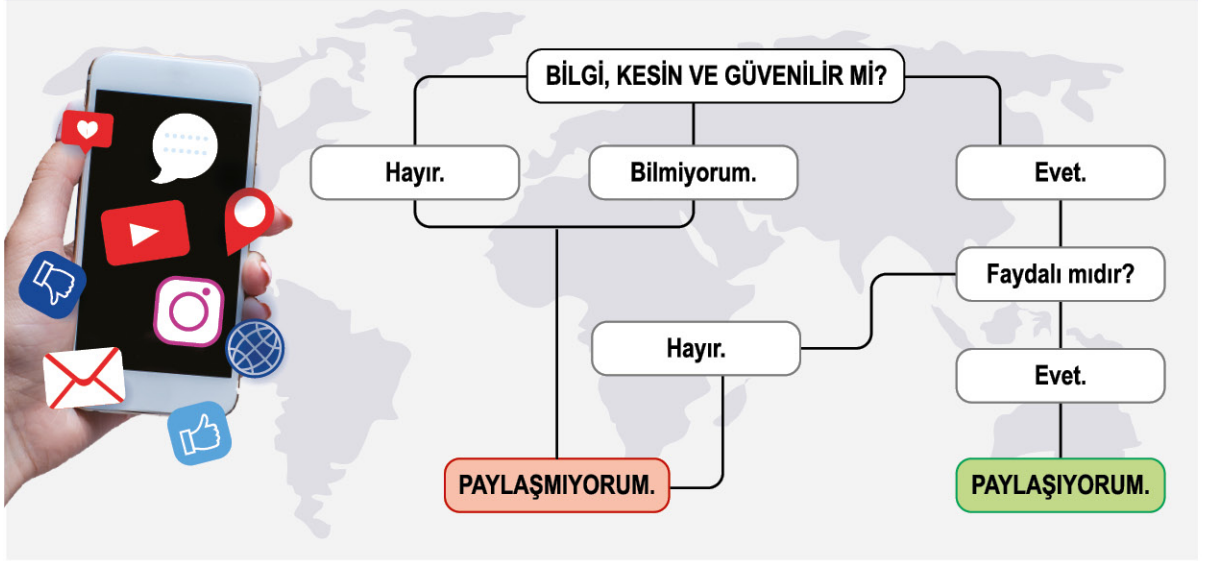 BİLGİ, KESİN VE GÜVENİLİR Mİ?
Hayır.
Bilmiyorum.
Evet.
Faydalı mıdır?
Hayır.
Evet.
PAYLAŞMIYORUM.
PAYLAŞIYORUM.